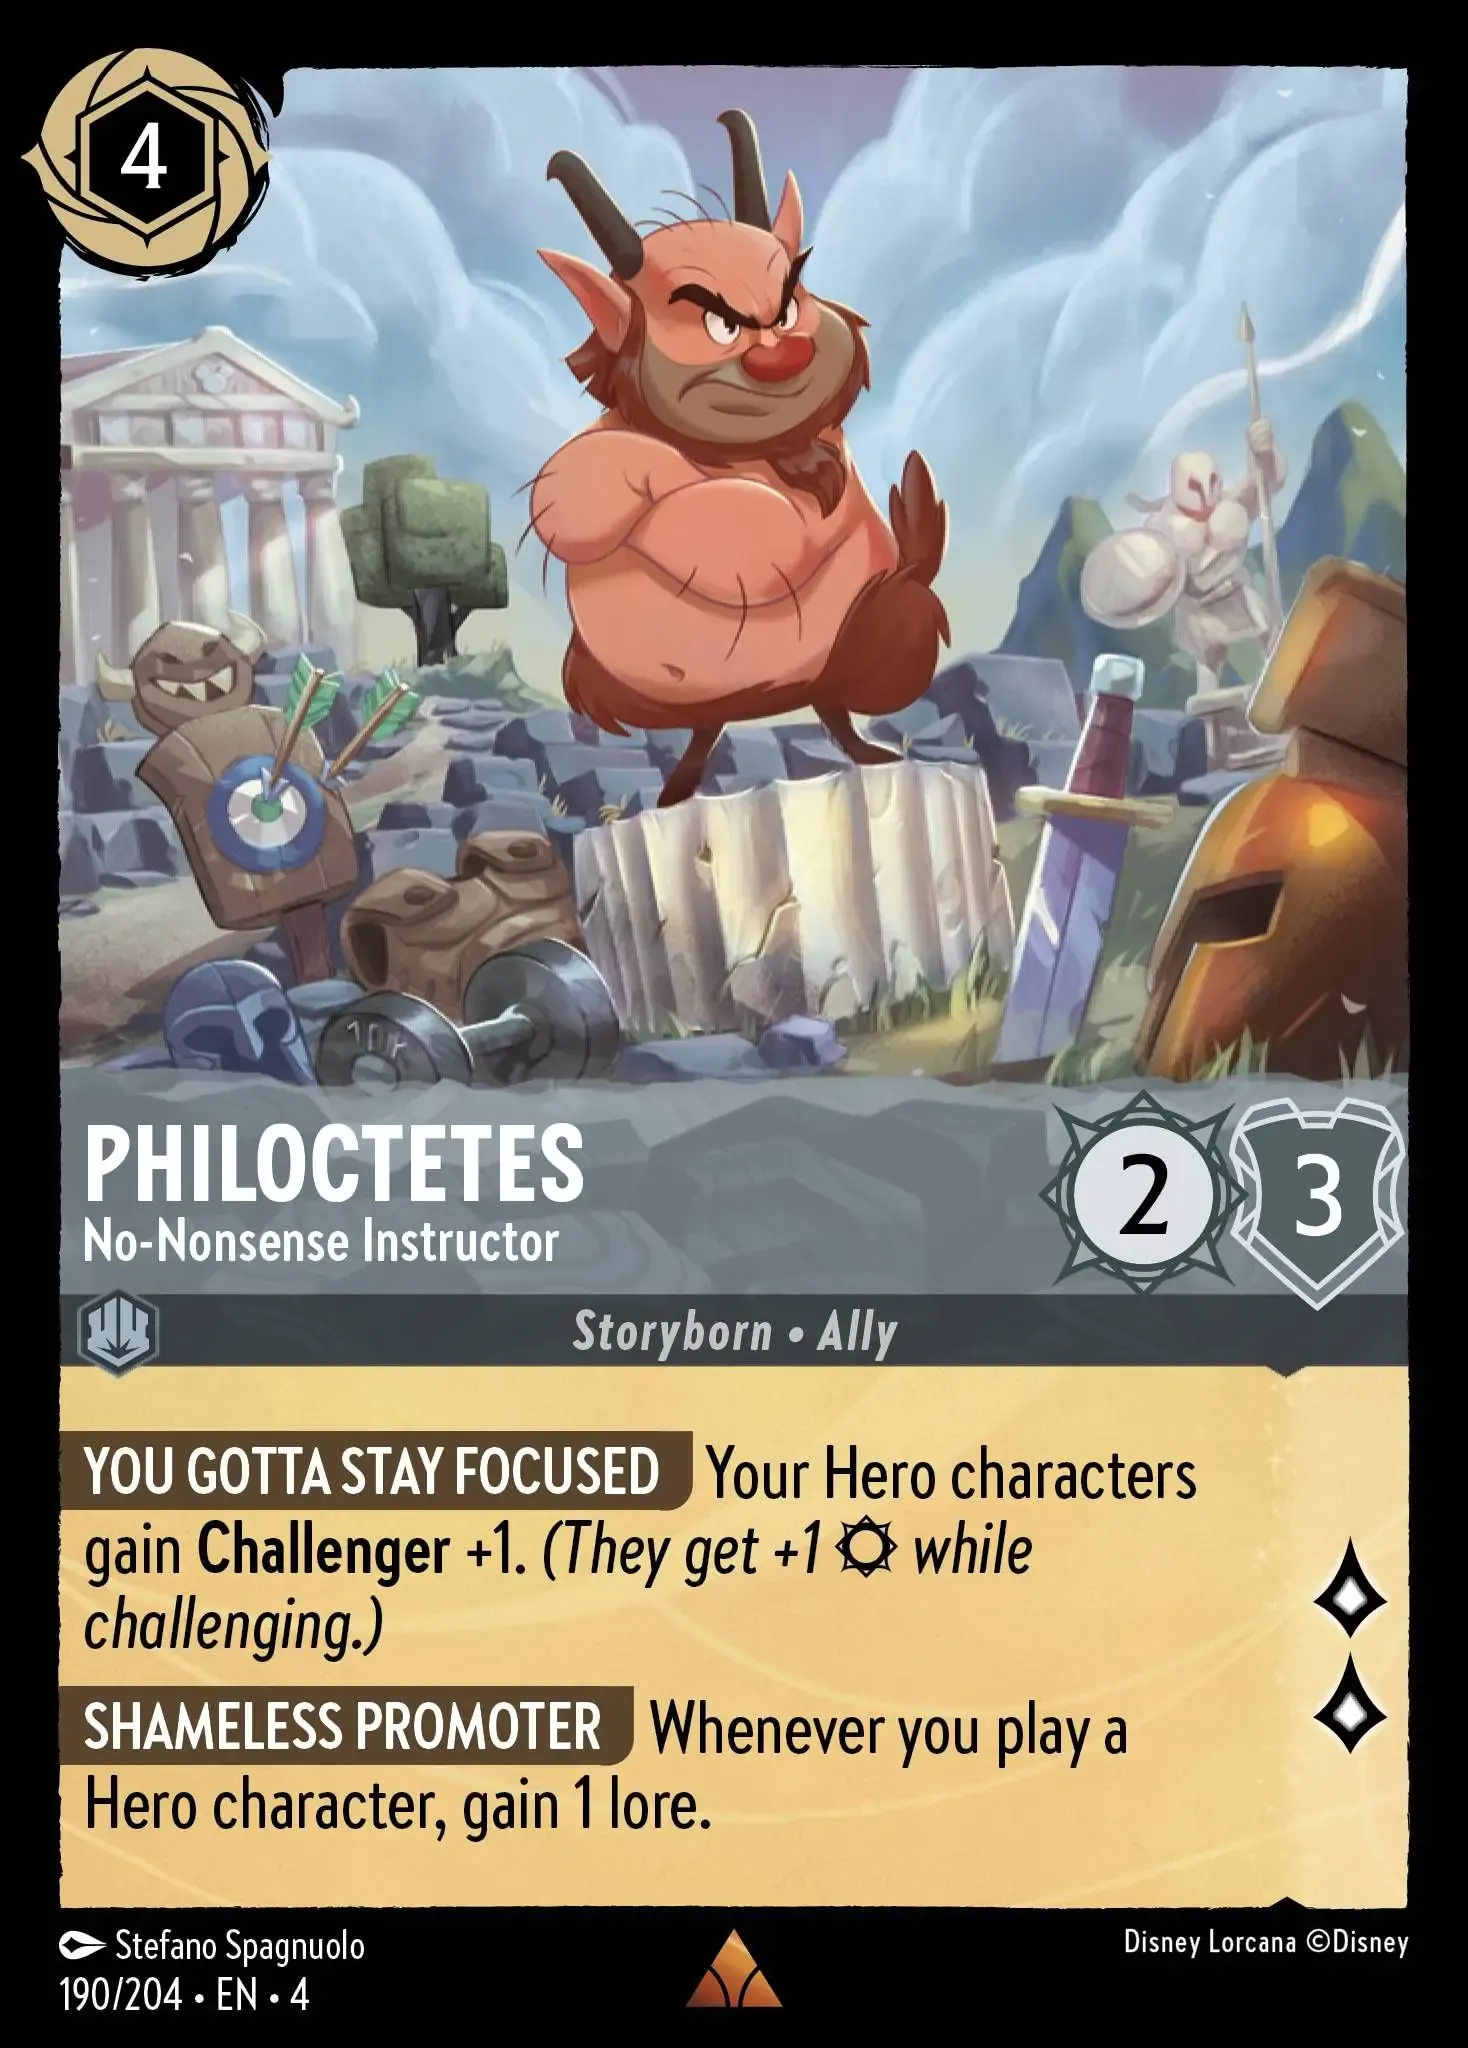 4
10K
PHILOCTETES
No-Nonsense Instructor
2
3
Storyborn • Ally
YOU GOTTA STAY FOCUSED Your Hero characters
gain Challenger +1. (They get +1 while
challenging.)
SHAMELESS PROMOTER Whenever you play a
Hero character, gain 1 lore.
Stefano Spagnuolo
190/204 • EN • 4
Disney Lorcana ©Disney